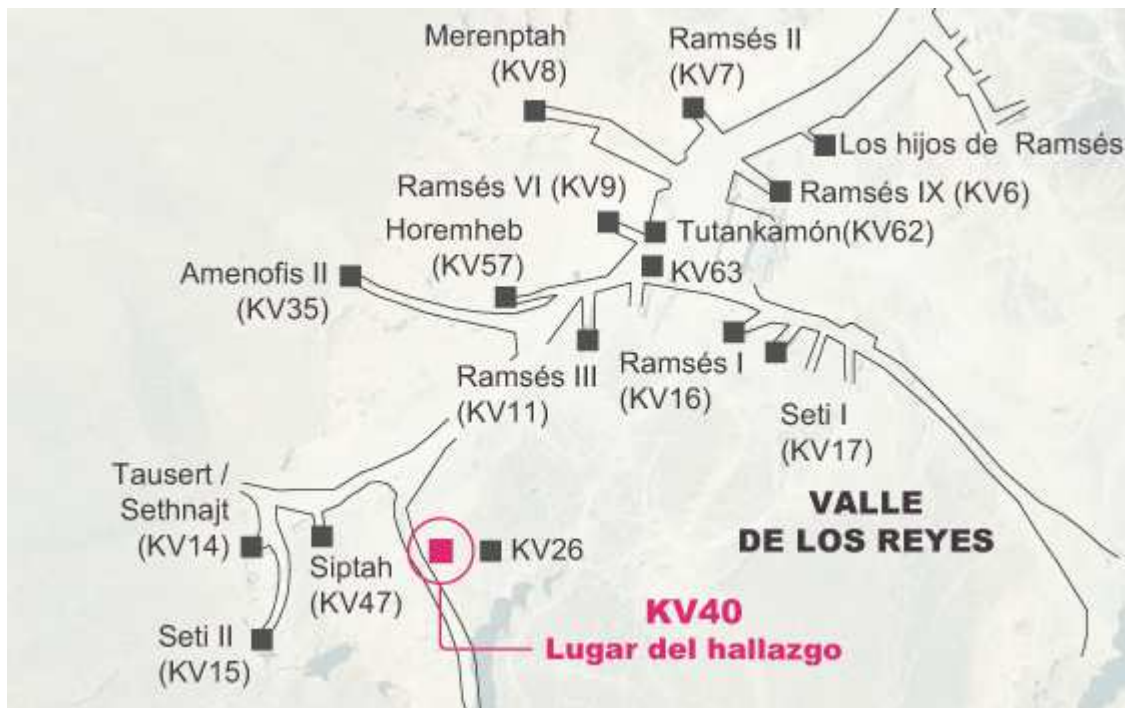 Merenptah
(KV8)
Ramsés II
(KV7)
Los hijos de Ramsés
Ramsés VI (KV9)
Ramsés IX (KV6)
Horemheb
(KV57)
Tutankamón(KV62)
Amenofis II
(KV35)
KV63
Ramsés III
(KV11)
Ramsés I
(KV16)
Seti I
(KV17)
Tausert /
Sethnajt
(KV14)
VALLE
DE LOS REYES
Siptah
(KV47)
KV26
Seti II
(KV15)
KV40
Lugar del hallazgo